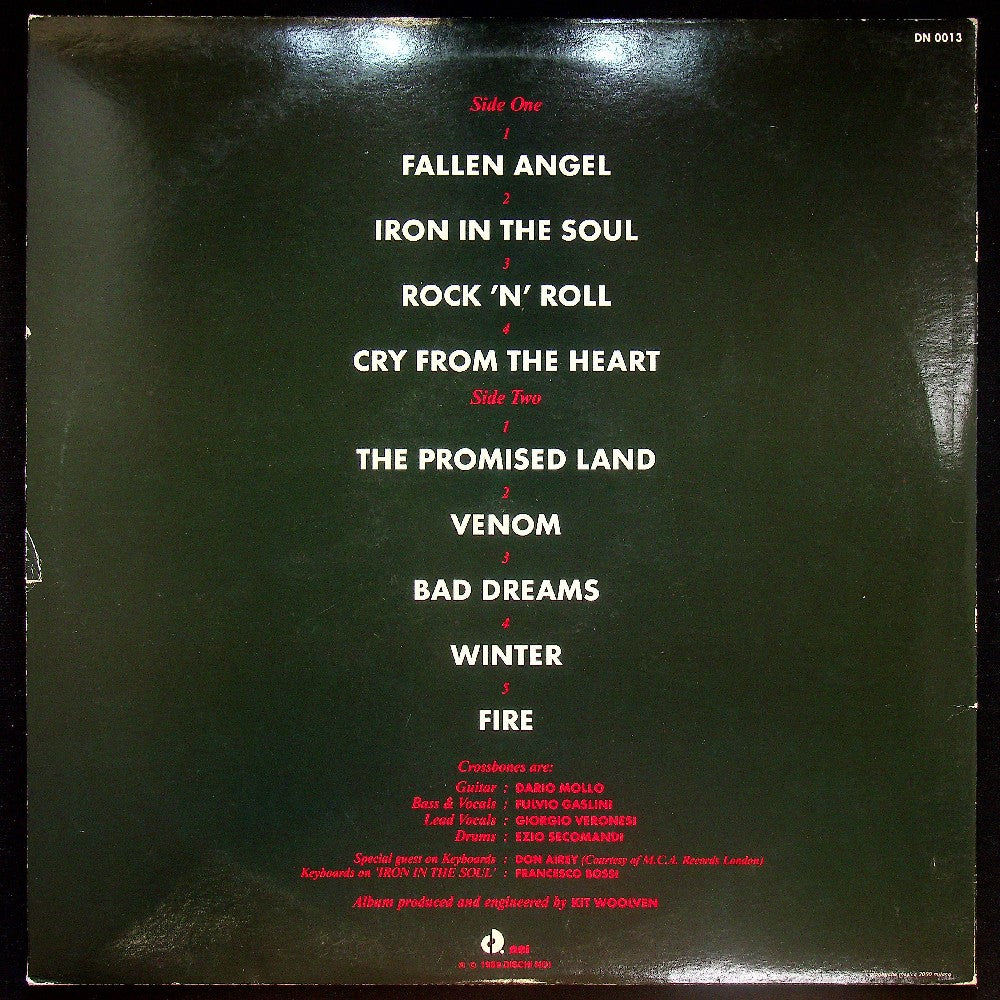 DN 0013
Side One
1
FALLEN ANGEL
2
IRON IN THE SOUL
3
ROCK 'N' ROLL
4
CRY FROM THE HEART
Side Two
1
THE PROMISED LAND
2
VENOM
3
BAD DREAMS
4
WINTER
5
FIRE
Crossbones are:
Guitar : DARIO MOLLO
Bass & Vocals : FULVIO GASLINI
Lead Vocals : GIORGIO VERONESI
Drums : EZIO SECOMANDI
Special guest on Keyboards : DON AIREY (Courtesy of M.C.A. Records London)
Keyboards on 'IRON IN THE SOUL' : FRANCESCO BOSSI
Album produced and engineered by KIT WOOLVEN
℗ © 1989 DISCHI NOI